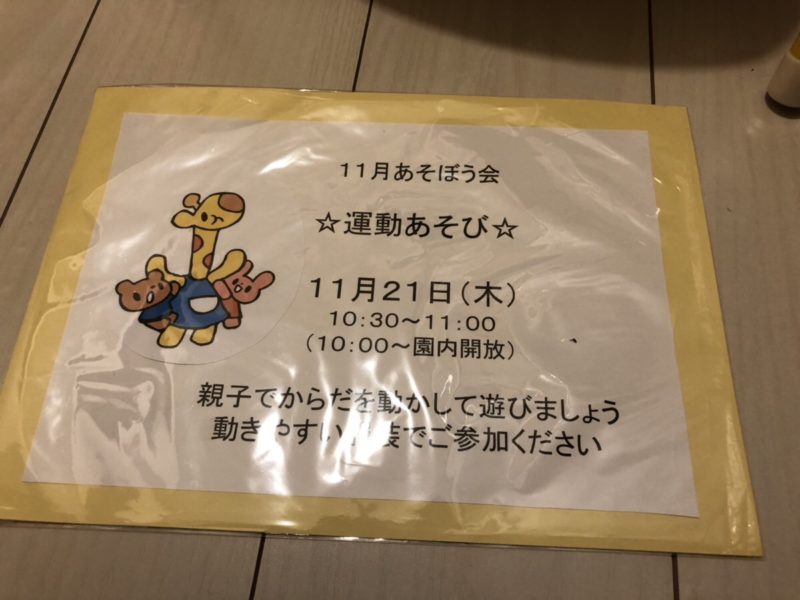 11月あそぼう会
☆運動あそび☆
11月21日(木)
10:30～11:00
(10:00～園内開放)
親子でからだを動かして遊びましょう
動きやすい 装でご参加ください